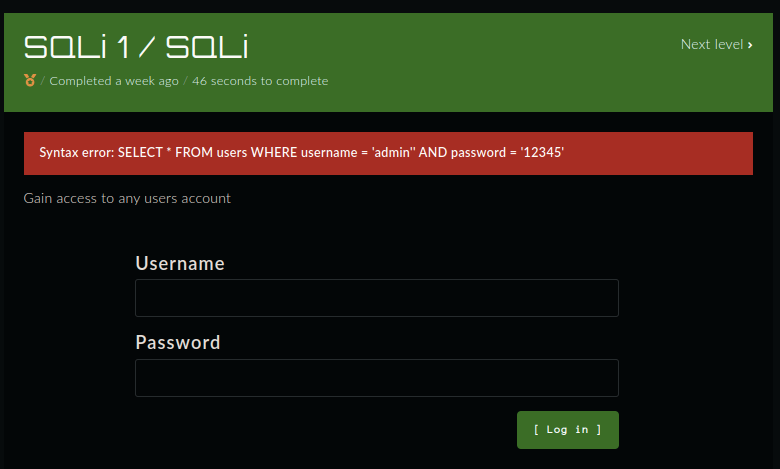 SQLi 1 / SQLi
Next level ›
/ Completed a week ago / 46 seconds to complete
Syntax error: SELECT * FROM users WHERE username = 'admin'' AND password = '12345'
Gain access to any users account
Username
Password
[ Log in ]